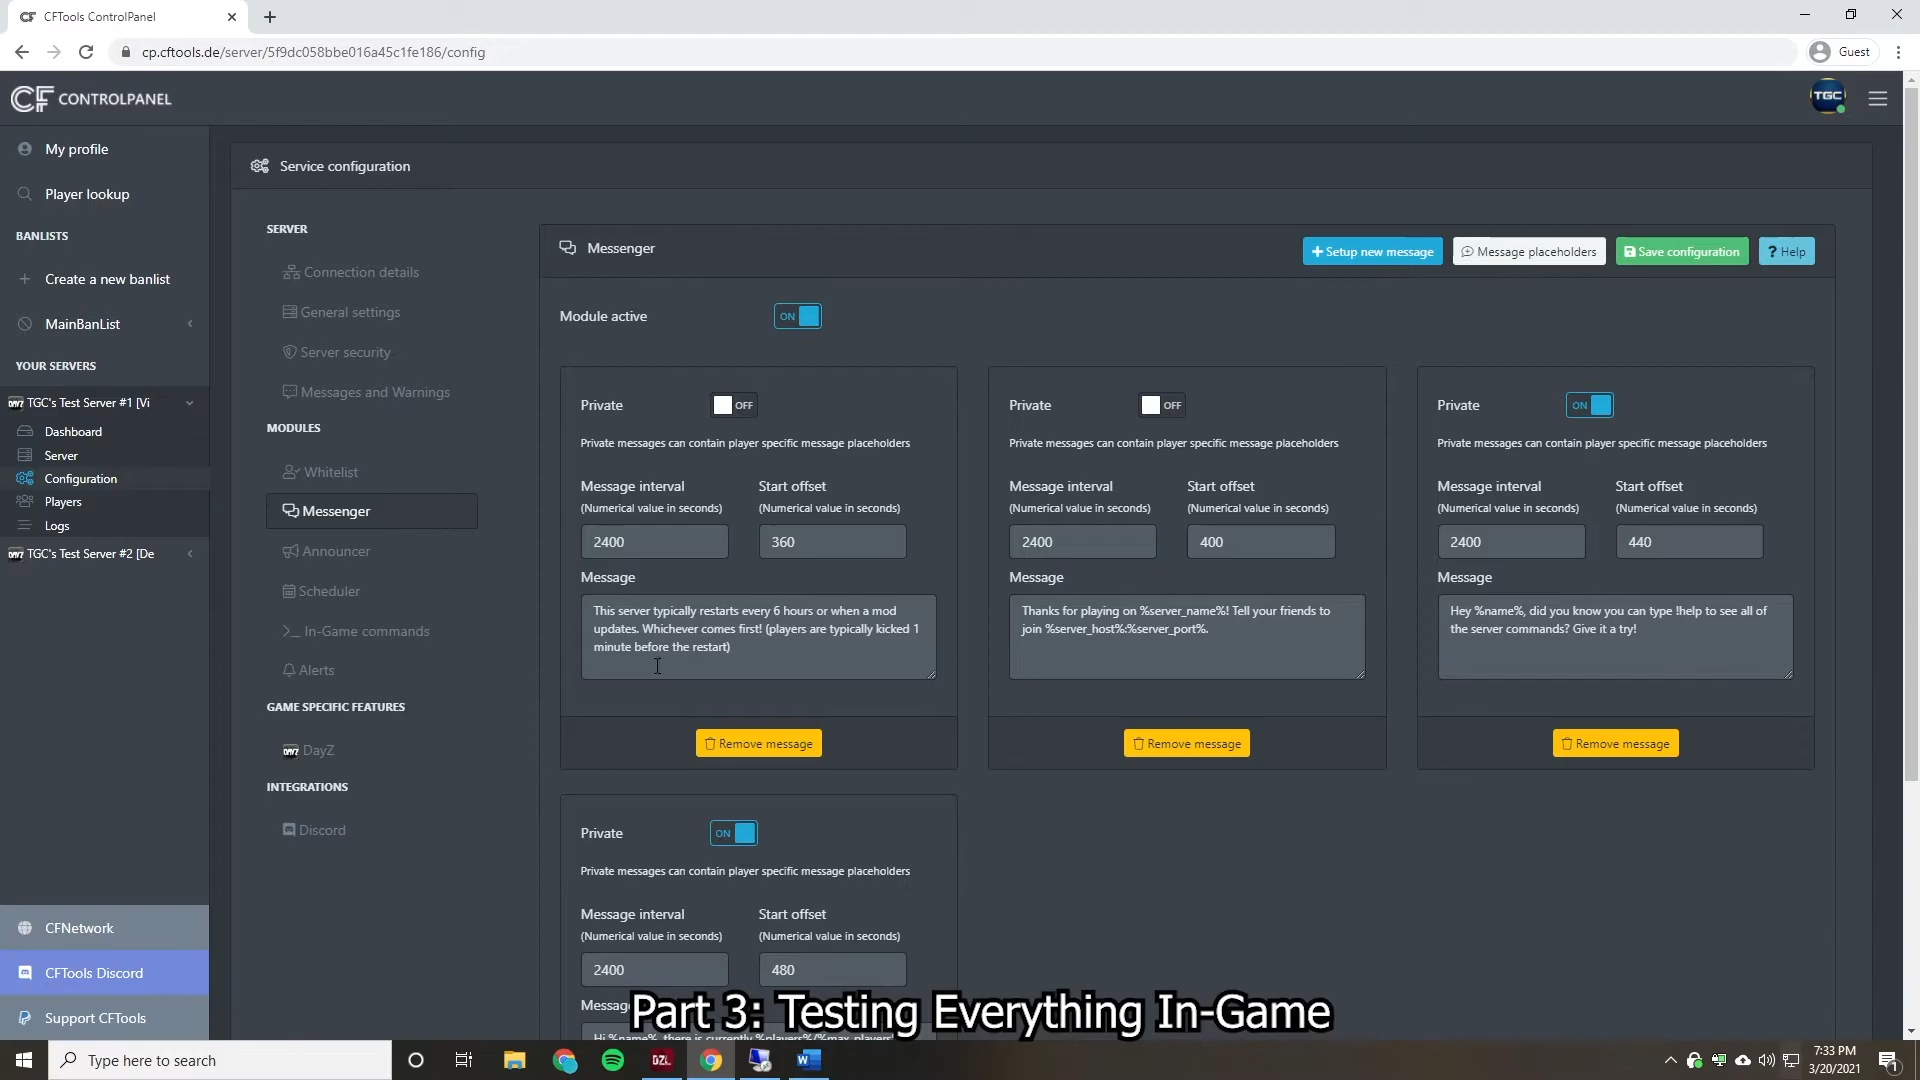 CFTools ControlPanel
cp.cftools.de/server/5f9dc058bbe016a45c1fe186/config
Guest
CF CONTROLPANEL
TGC
My profile
Player lookup
BANLISTS
Create a new banlist
MainBanList
YOUR SERVERS
TGC's Test Server #1 [Vi
Dashboard
Server
Configuration
Players
Logs
TGC's Test Server #2 [De
CFNetwork
CFTools Discord
Support CFTools
Service configuration
SERVER
Connection details
General settings
Server security
Messages and Warnings
MODULES
Whitelist
Messenger
Announcer
Scheduler
In-Game commands
Alerts
GAME SPECIFIC FEATURES
DayZ
INTEGRATIONS
Discord
Messenger
+ Setup new message
Message placeholders
Save configuration
? Help
Module active
ON
Private
OFF
Private messages can contain player specific message placeholders
Message interval
(Numerical value in seconds)
2400
Start offset
(Numerical value in seconds)
360
Message
This server typically restarts every 6 hours or when a mod
updates. Whichever comes first! (players are typically kicked 1
minute before the restart)
Remove message
Private
OFF
Private messages can contain player specific message placeholders
Message interval
(Numerical value in seconds)
2400
Start offset
(Numerical value in seconds)
400
Message
Thanks for playing on %server_name%! Tell your friends to
join %server_host%:%server_port%.
Remove message
Private
ON
Private messages can contain player specific message placeholders
Message interval
(Numerical value in seconds)
2400
Start offset
(Numerical value in seconds)
440
Message
Hey %name%, did you know you can type !help to see all of
the server commands? Give it a try!
Remove message
Private
ON
Private messages can contain player specific message placeholders
Message interval
(Numerical value in seconds)
2400
Start offset
(Numerical value in seconds)
480
Messag
Hi %name%, there is currently %players%/%max_players%
Part 3: Testing Everything In-Game
Type here to search
DZL
W
7:33 PM
3/20/2021
1